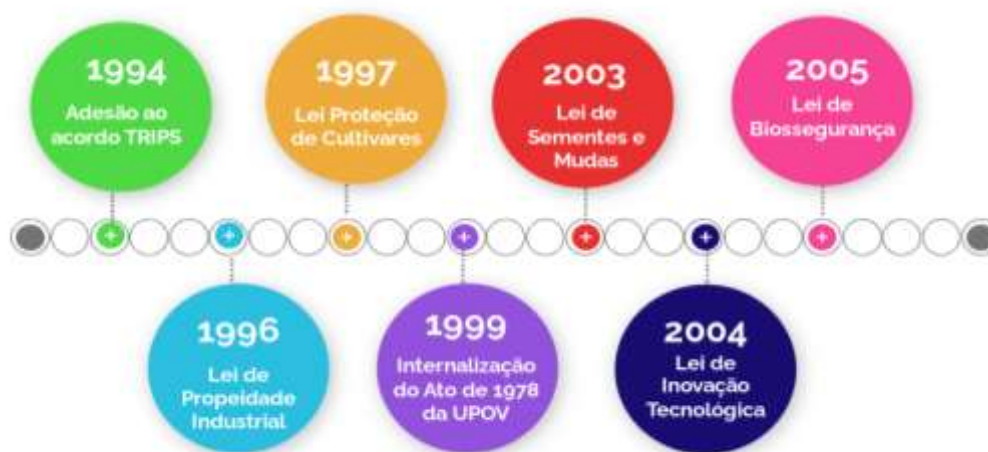 1994
Adesão ao
acordo TRIPS
1996
Lei de
Propeidade
Industrial
1997
Lei Proteção
de Cultivares
1999
Internalização
do Ato de 1978
da UPOV
2003
Lei de
Sementes e
Mudas
2004
Lei de
Inovação
Tecnológica
2005
Lei de
Biossegurança